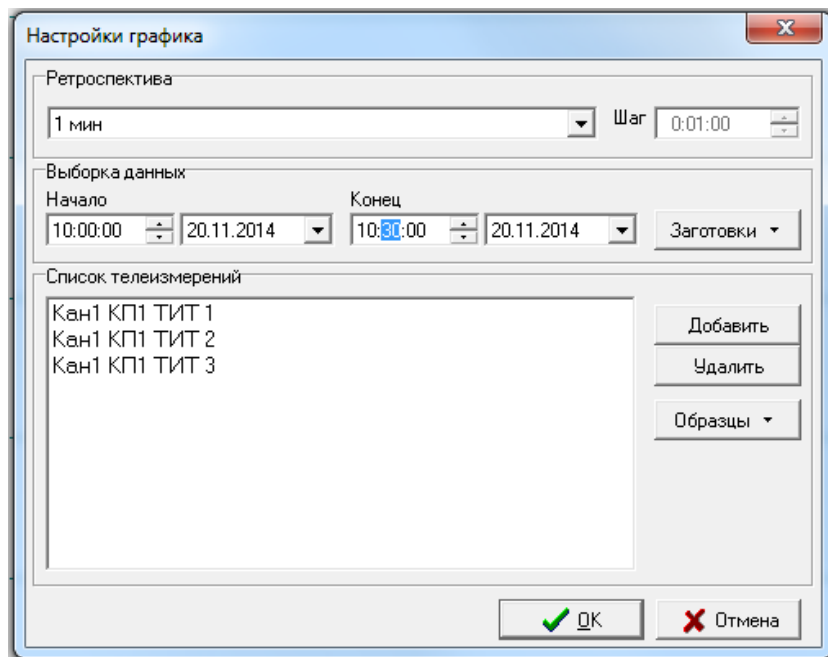 Настройки графика
Ретроспектива
1 мин
Шаг
0:01:00
Выборка данных
Начало
Конец
10:00:00
20.11.2014
10:30:00
20.11.2014
Заготовки
Список телеизмерений
Кан1 КП1 ТИТ 1
Кан1 КП1 ТИТ 2
Кан1 КП1 ТИТ 3
Добавить
Удалить
Образцы
OK
Отмена